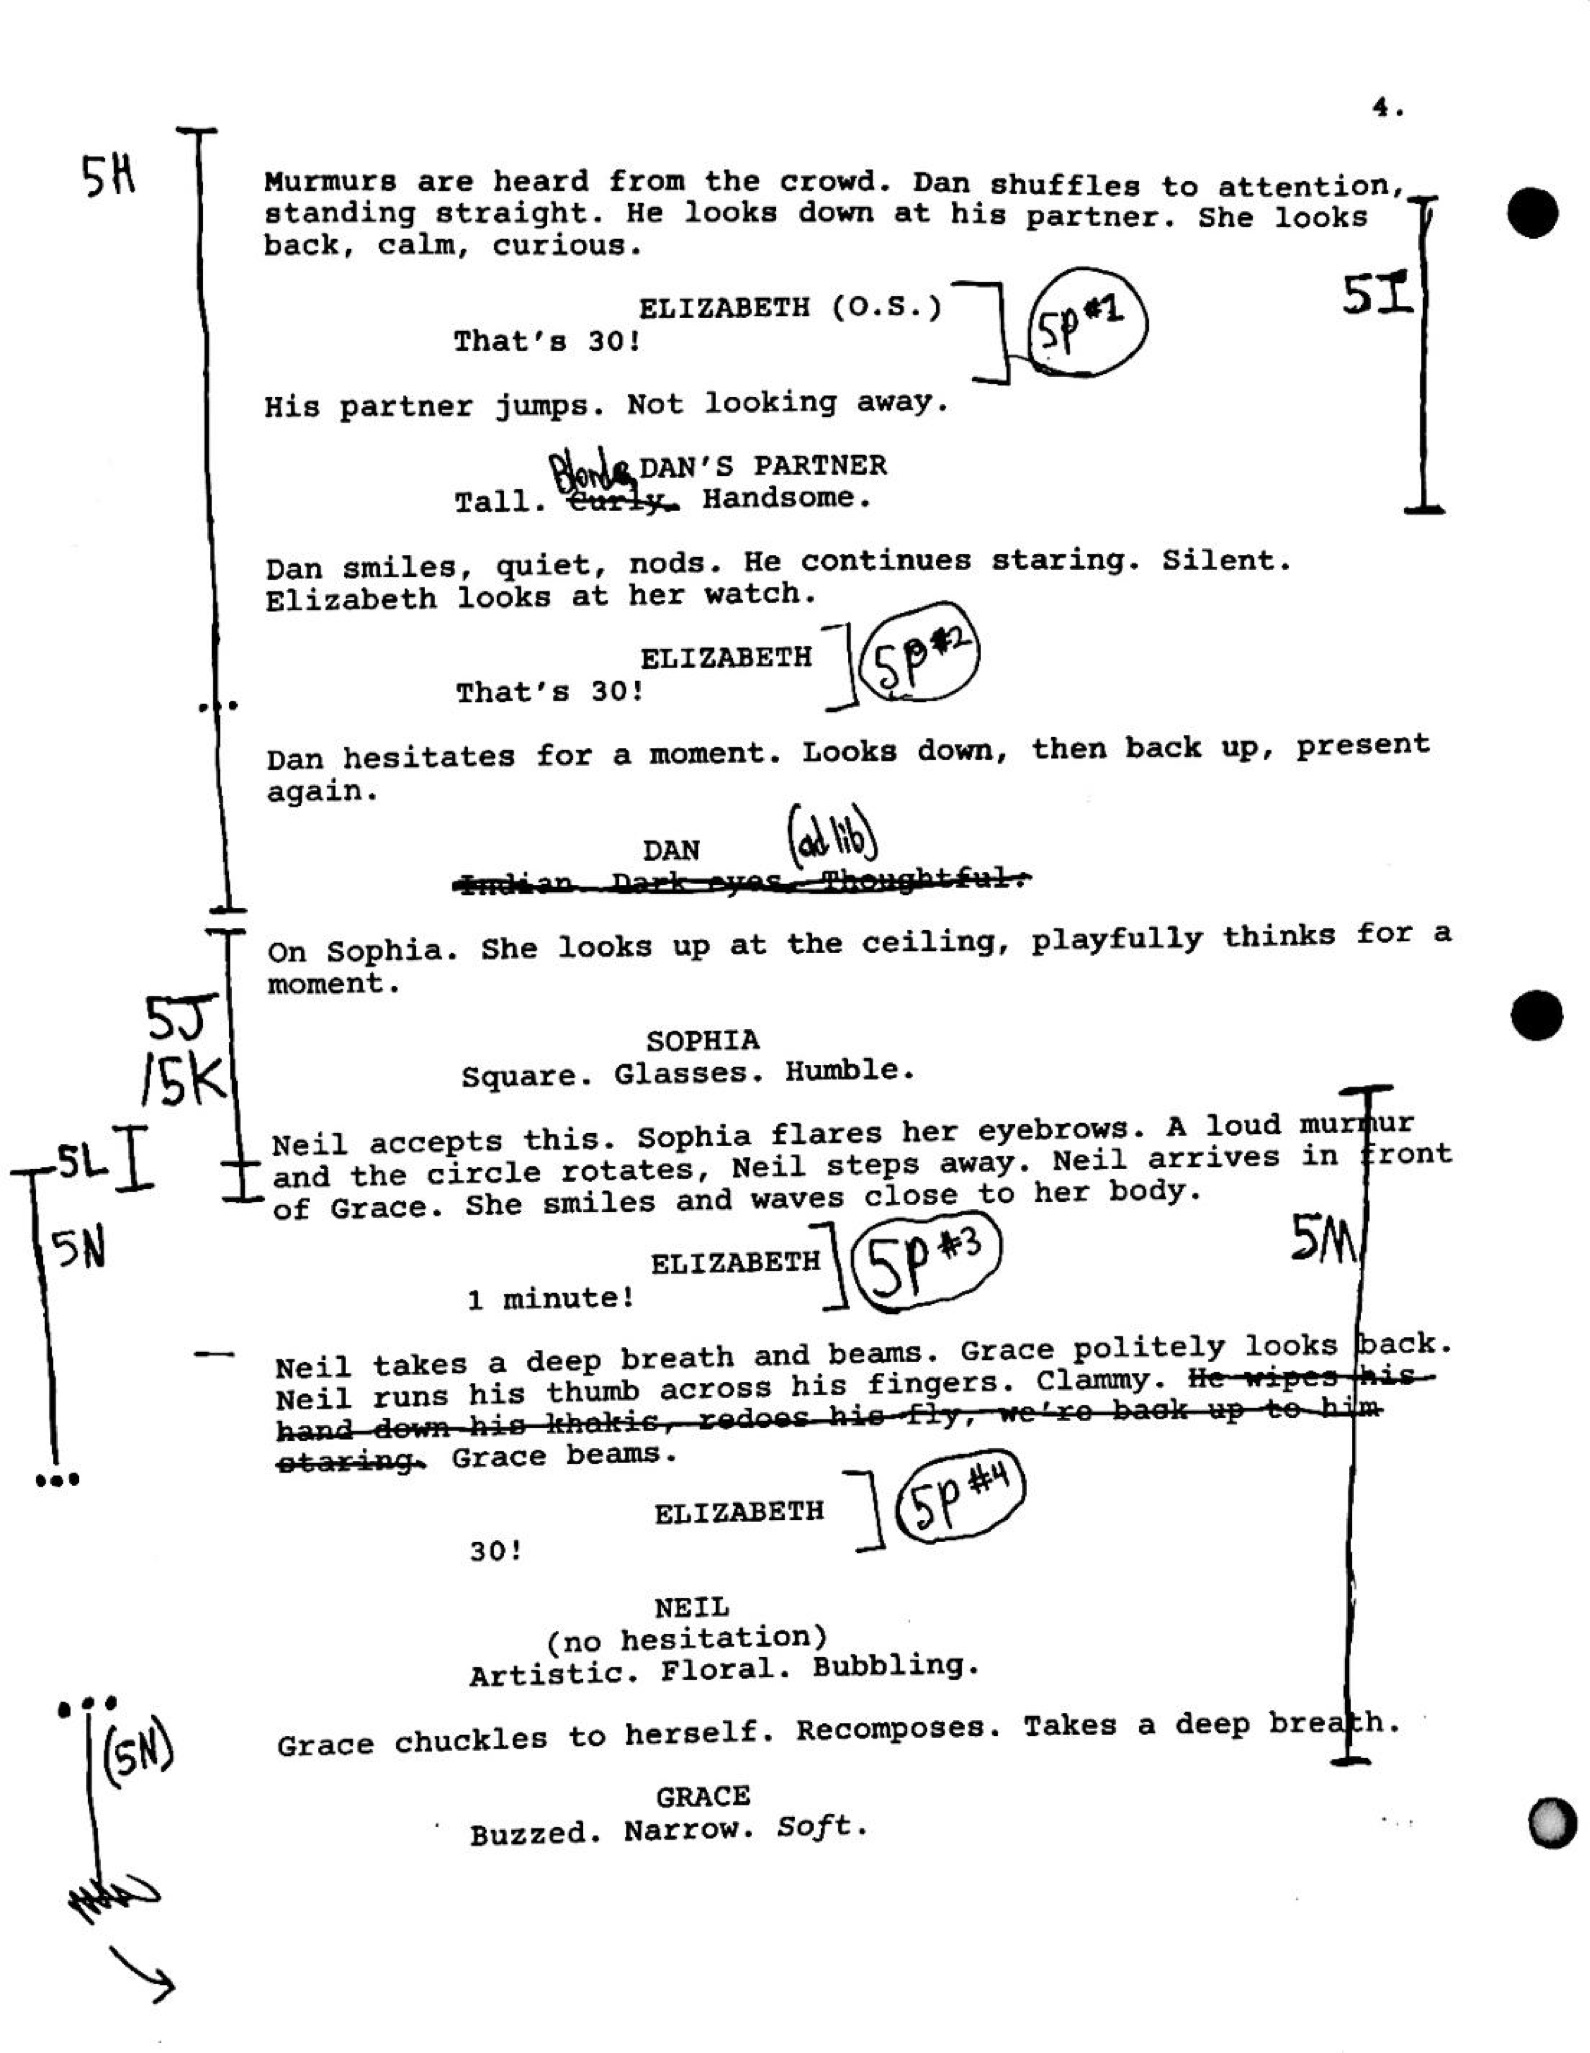 4.
5H
Murmurs are heard from the crowd. Dan shuffles to attention,
standing straight. He looks down at his partner. She looks
back, calm, curious.
5I
ELIZABETH (O.S.)
5P #1
That's 30!
His partner jumps. Not looking away.
Blonde,
DAN'S PARTNER
Tall. Curly. Handsome.
Dan smiles, quiet, nods. He continues staring. Silent.
Elizabeth looks at her watch.
ELIZABETH
5P #2
That's 30!
Dan hesitates for a moment. Looks down, then back up, present
again.
DAN (ad lib)
Indian. Dark eyes. Thoughtful.
On Sophia. She looks up at the ceiling, playfully thinks for a
moment.
5J
/5K
SOPHIA
Square. Glasses. Humble.
Neil accepts this. Sophia flares her eyebrows. A loud murmur
5L
and the circle rotates, Neil steps away. Neil arrives in front
of Grace. She smiles and waves close to her body.
5N
5M
ELIZABETH
5P #3
1 minute!
Neil takes a deep breath and beams. Grace politely looks back.
Neil runs his thumb across his fingers. Clammy. He wipes his
hand down his khakis, redoes his fly, we're back up to him
staring. Grace beams.
ELIZABETH
5P #4
30!
NEIL
(no hesitation)
Artistic. Floral. Bubbling.
(5N)
Grace chuckles to herself. Recomposes. Takes a deep breath.
GRACE
Buzzed. Narrow. Soft.